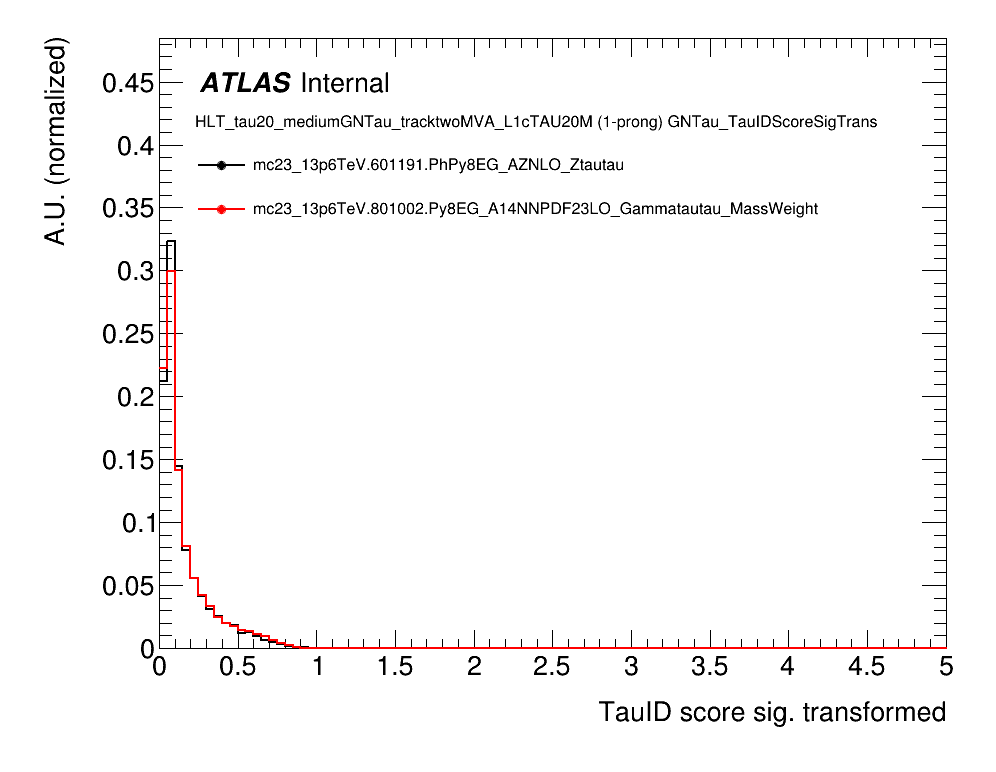 A.U. (normalized)
ATLAS Internal
HLT_tau20_mediumGNTau_tracktwoMVA_L1cTAU20M (1-prong) GNTau_TauIDScoreSigTrans
mc23_13p6TeV.601191.PhPy8EG_AZNLO_Ztautau
mc23_13p6TeV.801002.Py8EG_A14NNPDF23LO_Gammatautau_MassWeight
0.45
0.4
0.35
0.3
0.25
0.2
0.15
0.1
0.05
0
0 0.5 1 1.5 2 2.5 3 3.5 4 4.5 5
TauID score sig. transformed